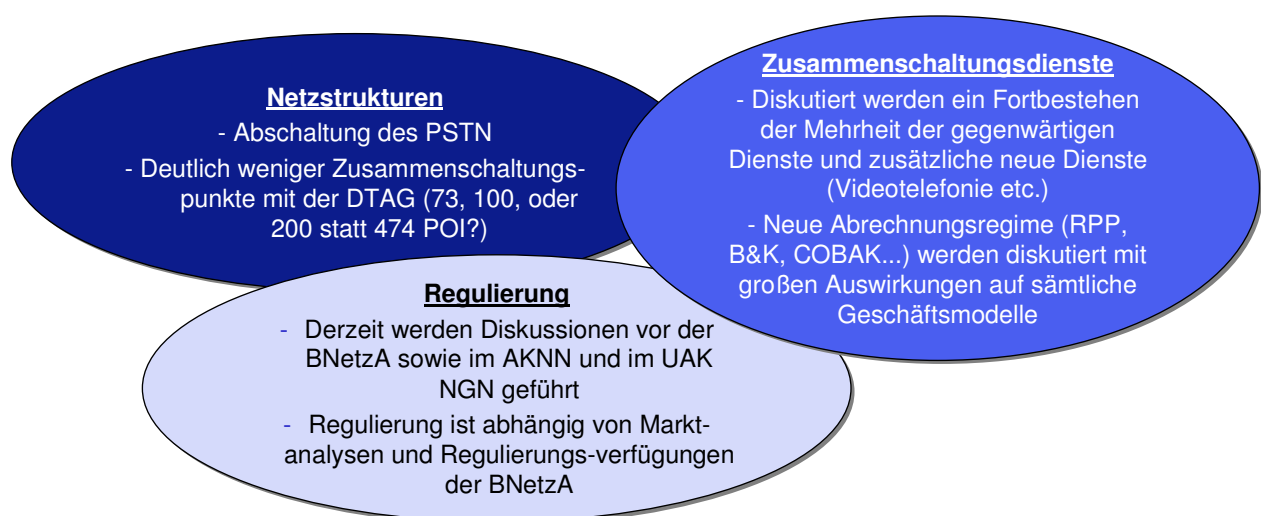 Netzstrukturen
- Abschaltung des PSTN
- Deutlich weniger Zusammenschaltungs-
punkte mit der DTAG (73, 100, oder
200 statt 474 POI?)
Zusammenschaltungsdienste
- Diskutiert werden ein Fortbestehen
der Mehrheit der gegenwärtigen
Dienste und zusätzliche neue Dienste
(Videotelefonie etc.)
- Neue Abrechnungsregime (RPP,
B&K, COBAK...) werden diskutiert mit
großen Auswirkungen auf sämtliche
Geschäftsmodelle
Regulierung
- Derzeit werden Diskussionen vor der
BNetzA sowie im AKNN und im UAK
NGN geführt
- Regulierung ist abhängig von Markt-
analysen und Regulierungs-verfügungen
der BNetzA